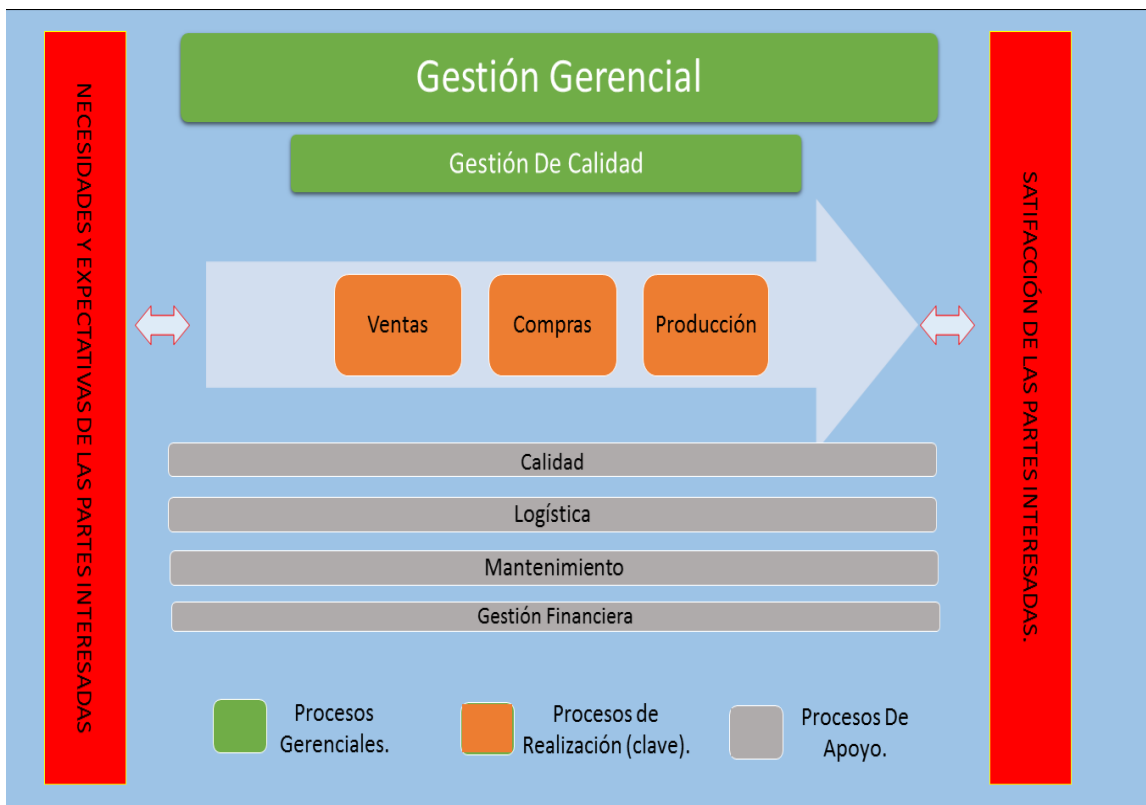 NECESIDADES Y EXPECTATIVAS DE LAS PARTES INTERESADAS
Gestión Gerencial
Gestión De Calidad
Ventas
Compras
Producción
Calidad
Logística
Mantenimiento
Gestión Financiera
Procesos
Gerenciales.
Procesos de
Realización (clave).
Procesos De
Apoyo.
SATIFACCIÓN DE LAS PARTES INTERESADAS.